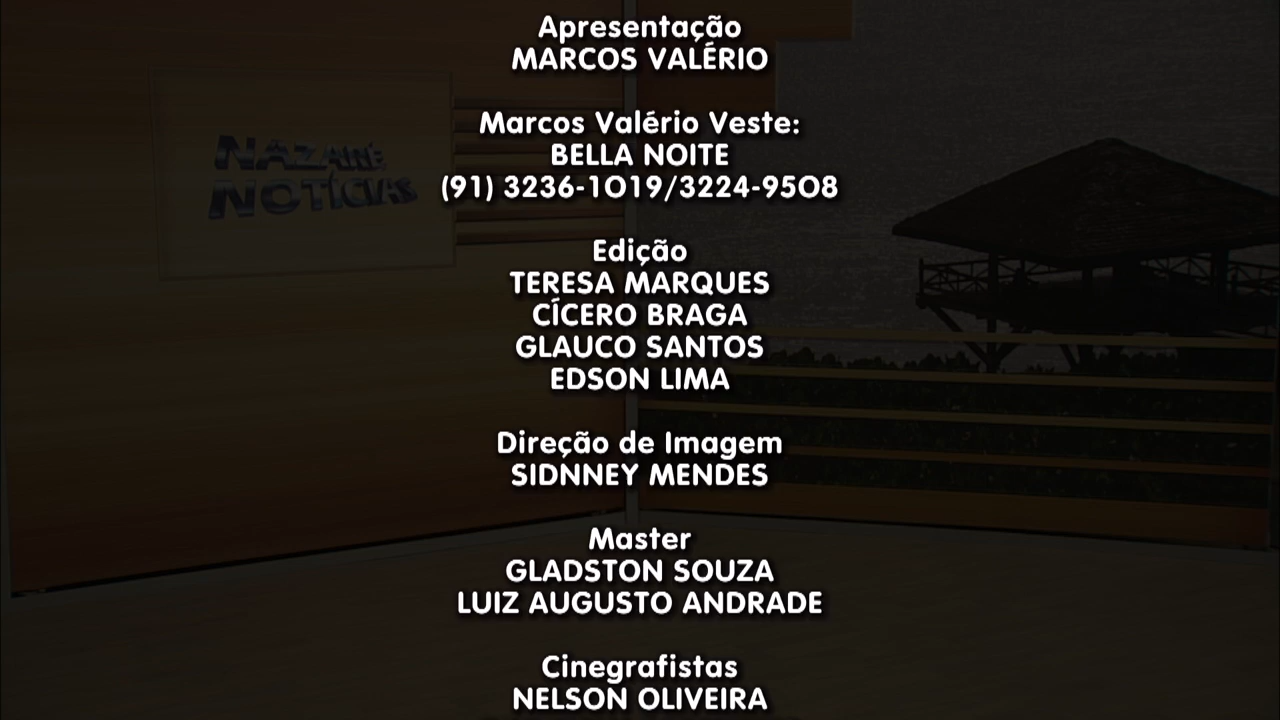 Apresentação
MARCOS VALÉRIO
Marcos Valério Veste:
BELLA NOITE
(91) 3236-1019/3224-9508
NAZARÉ
NOTÍCIAS
Edição
TERESA MARQUES
CÍCERO BRAGA
GLAUCO SANTOS
EDSON LIMA
Direção de Imagem
SIDNNEY MENDES
Master
GLADSTON SOUZA
LUIZ AUGUSTO ANDRADE
Cinegrafistas
NELSON OLIVEIRA